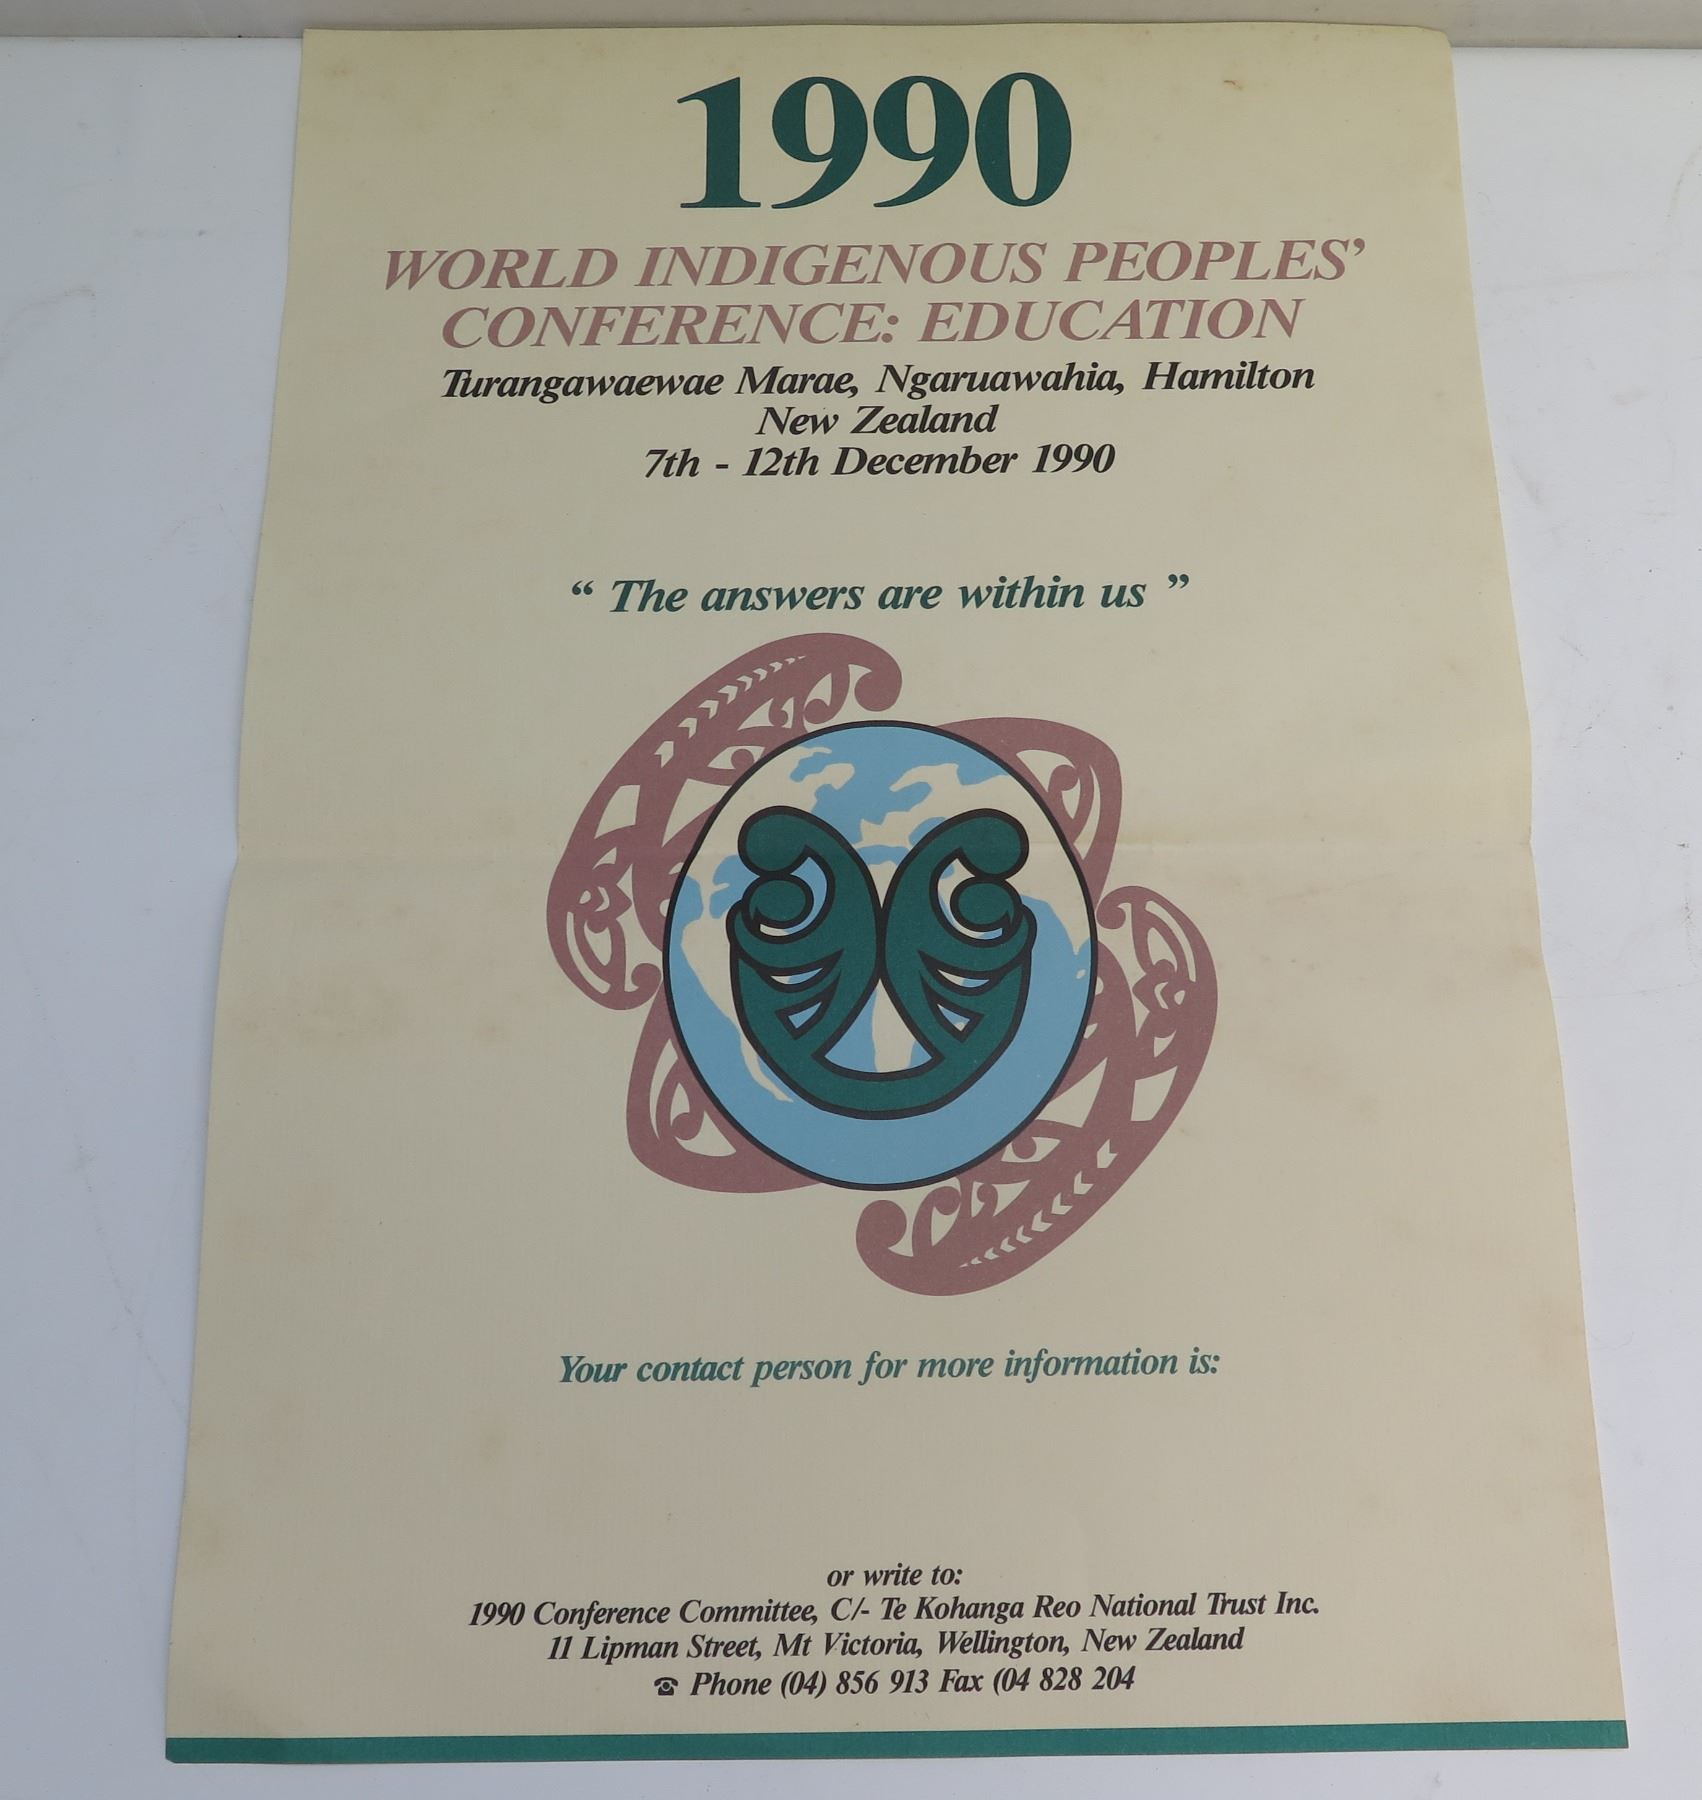 1990
WORLD INDIGENOUS PEOPLES'
CONFERENCE: EDUCATION
Turangawaewae Marae, Ngaruawahia, Hamilton
New Zealand
7th - 12th December 1990
“ The answers are within us ”
Your contact person for more information is:
or write to:
1990 Conference Committee, C/- Te Kohanga Reo National Trust Inc.
11 Lipman Street, Mt Victoria, Wellington, New Zealand
☎ Phone (04) 856 913 Fax (04 828 204